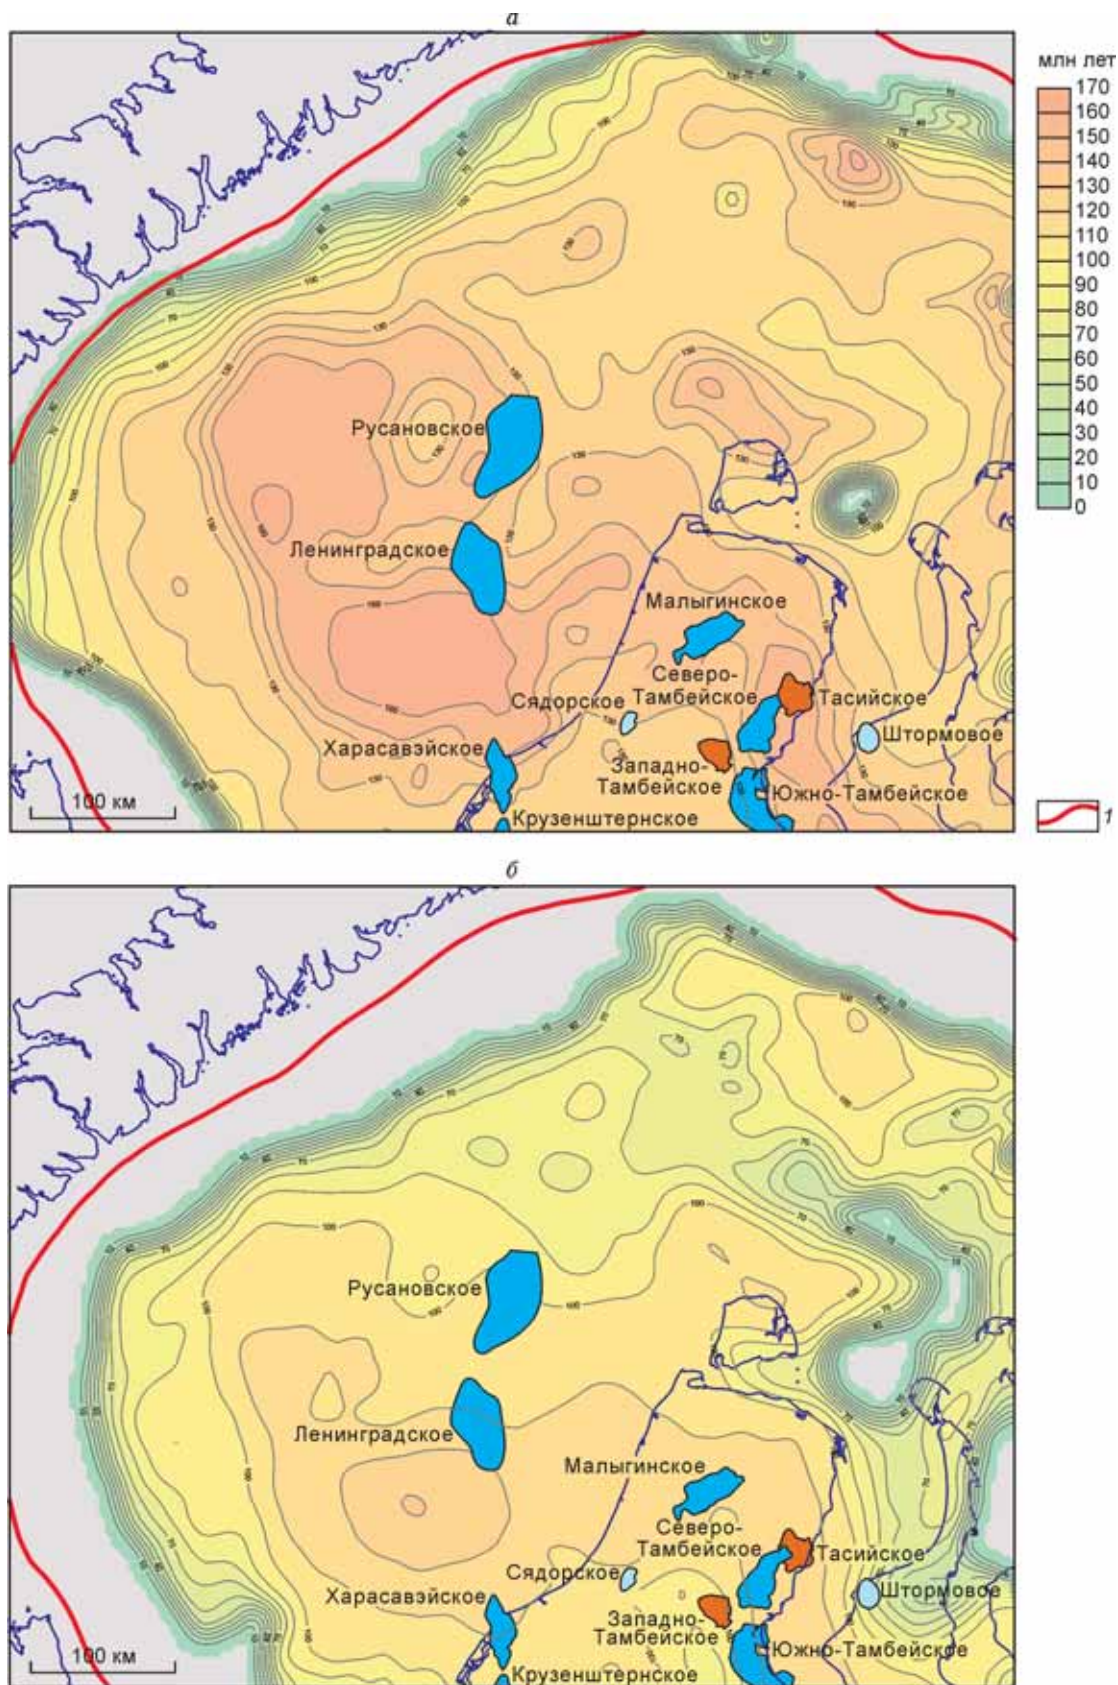 а
млн лет
170
160
150
140
130
120
110
100
90
80
70
60
50
40
30
20
10
0
Русановское
Ленинградское
Малыгинское
Северо-
Тамбейское
Тасийское
Сядорское
Штормовое
Харасавэйское
Западно-
Тамбейское
Южно-Тамбейское
Крузенштернское
100 км
1
б
Русановское
Ленинградское
Малыгинское
Северо-
Тамбейское
Тасийское
Сядорское
Штормовое
Харасавэйское
Западно-
Тамбейское
Южно-Тамбейское
Крузенштернское
100 км